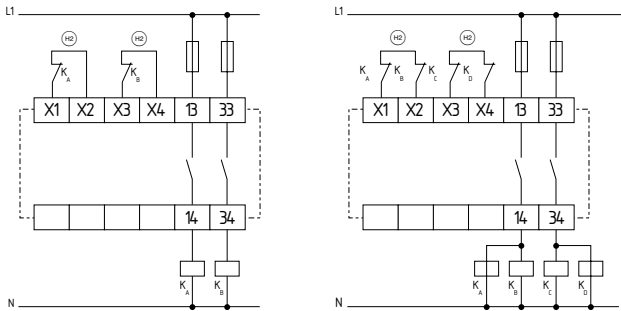 L1
H2 H2
K A K B
X1 X2 X3 X4 13 33
14 34
K A K B
N
L1
H2 H2
K A K B K C K D
X1 X2 X3 X4 13 33
14 34
K A K B K C K D
N